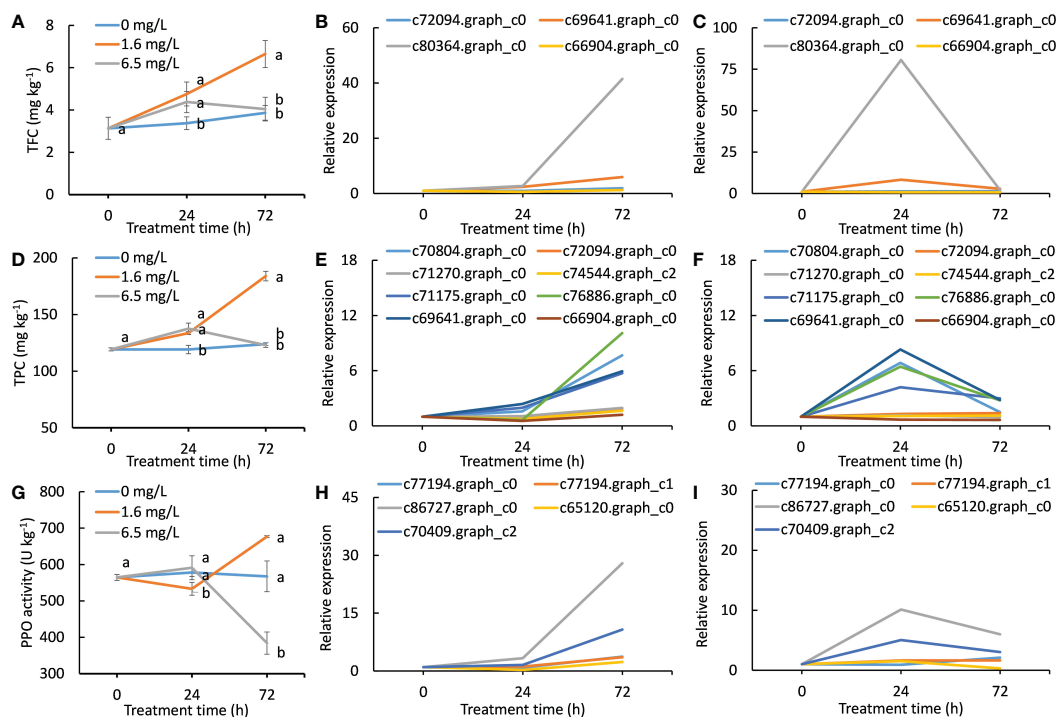 A
TFC (mg kg-1)
8
6
4
2
0
0 mg/L
1.6 mg/L
6.5 mg/L
a
a
a
b
a
b
b
0 24 72
Treatment time (h)
B
Relative expression
60
40
20
0
c72094.graph_c0 c69641.graph_c0
c80364.graph_c0 c66904.graph_c0
0 24 72
Treatment time (h)
C
Relative expression
100
75
50
25
0
c72094.graph_c0 c69641.graph_c0
c80364.graph_c0 c66904.graph_c0
0 24 72
Treatment time (h)
D
TPC (mg kg-1)
200
150
100
50
0 mg/L
1.6 mg/L
6.5 mg/L
a
a
a
b
a
b
b
0 24 72
Treatment time (h)
E
Relative expression
18
12
6
0
c70804.graph_c0 c72094.graph_c0
c71270.graph_c0 c74544.graph_c2
c71175.graph_c0 c76886.graph_c0
c69641.graph_c0 c66904.graph_c0
0 24 72
Treatment time (h)
F
Relative expression
18
12
6
0
c70804.graph_c0 c72094.graph_c0
c71270.graph_c0 c74544.graph_c2
c71175.graph_c0 c76886.graph_c0
c69641.graph_c0 c66904.graph_c0
0 24 72
Treatment time (h)
G
PPO activity (U kg-1)
800
700
600
500
400
300
0 mg/L
1.6 mg/L
6.5 mg/L
a
a
a
b
a
a
b
0 24 72
Treatment time (h)
H
Relative expression
45
30
15
0
c77194.graph_c0 c77194.graph_c1
c86727.graph_c0 c65120.graph_c0
c70409.graph_c2
0 24 72
Treatment time (h)
I
Relative expression
30
20
10
0
c77194.graph_c0 c77194.graph_c1
c86727.graph_c0 c65120.graph_c0
c70409.graph_c2
0 24 72
Treatment time (h)